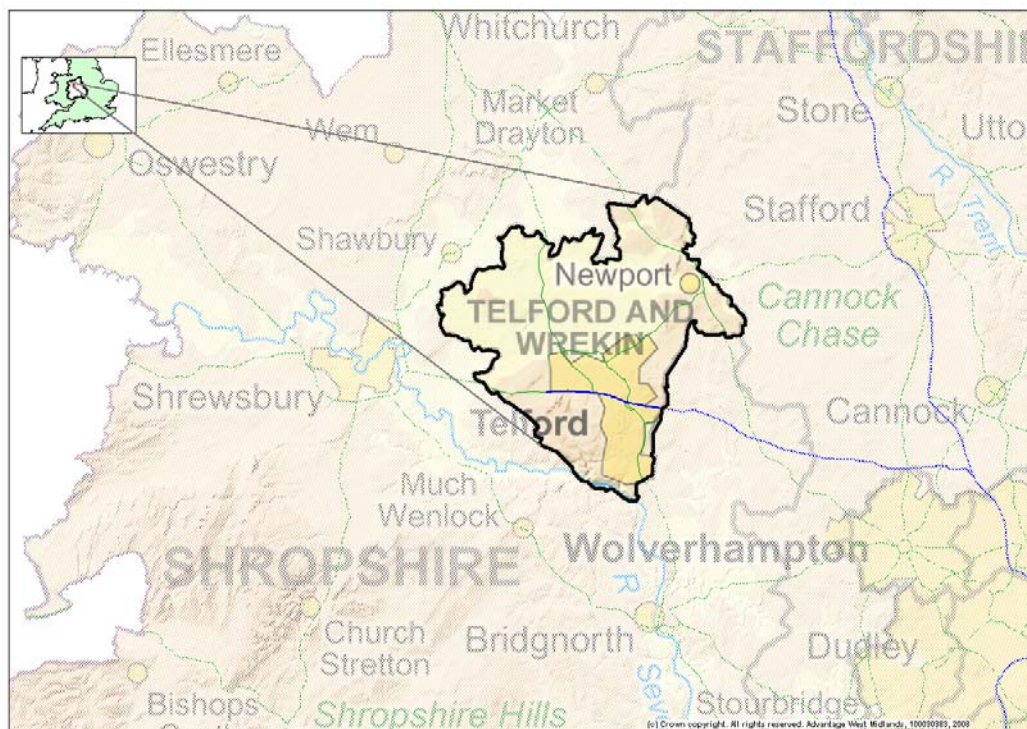 Whitchurch
STAFFORDSHI
Ellesmere
Market
Drayton
Stone
Utto
Wem
Oswestry
R
Trent
Stafford
Shawbury
Newport
Cannock
Chase
TELFORD AND
WREKIN
Shrewsbury
Telford
Cannock
Much
Wenlock
Wolverhampton
SHROPSHIRE
R
Seve
Church
Stretton
Bridgnorth
Dudley
Bishops
Shropshire Hills
Stourbridge
(c) Crown copyright. All rights reserved. Advantage West Midlands, 100030383, 2008